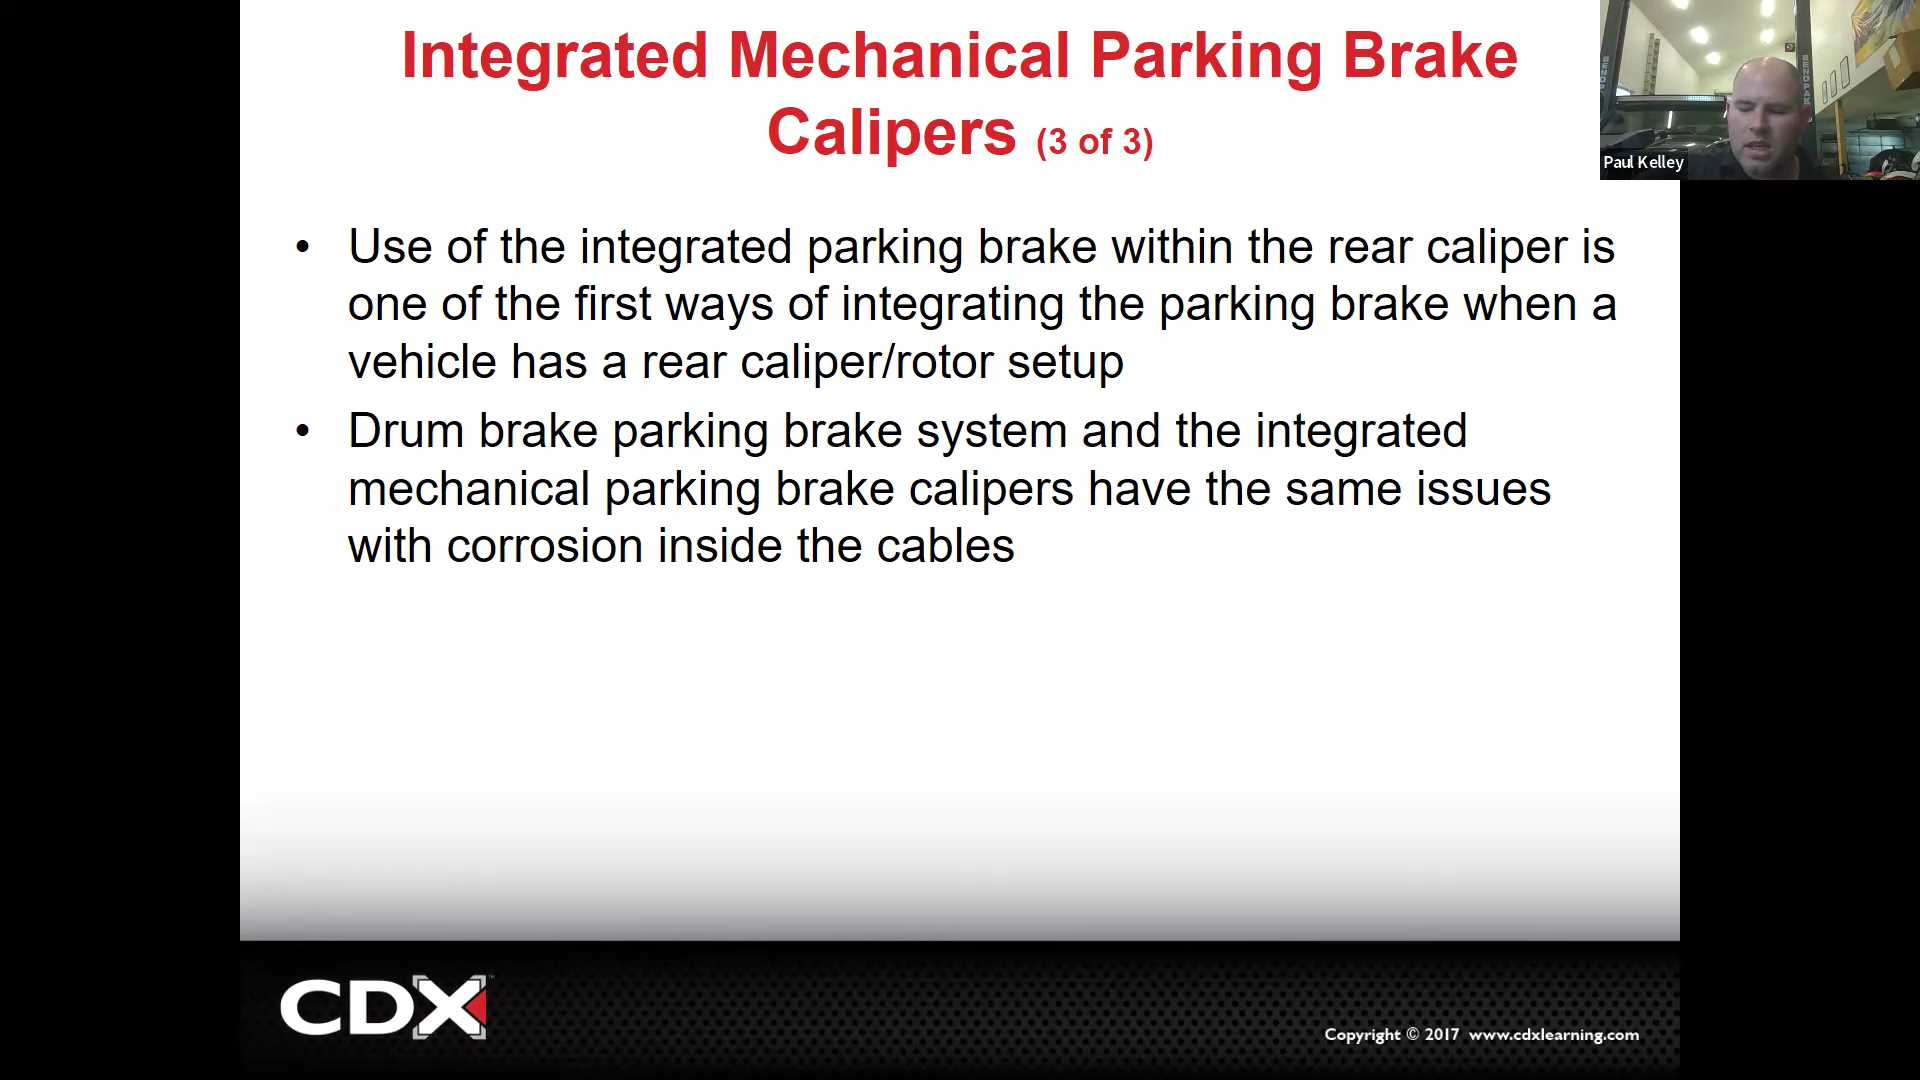 Integrated Mechanical Parking Brake
Calipers (3 of 3)
Paul Kelley
• Use of the integrated parking brake within the rear caliper is
one of the first ways of integrating the parking brake when a
vehicle has a rear caliper/rotor setup
• Drum brake parking brake system and the integrated
mechanical parking brake calipers have the same issues
with corrosion inside the cables
CDX™
Copyright © 2017 www.cdxlearning.com